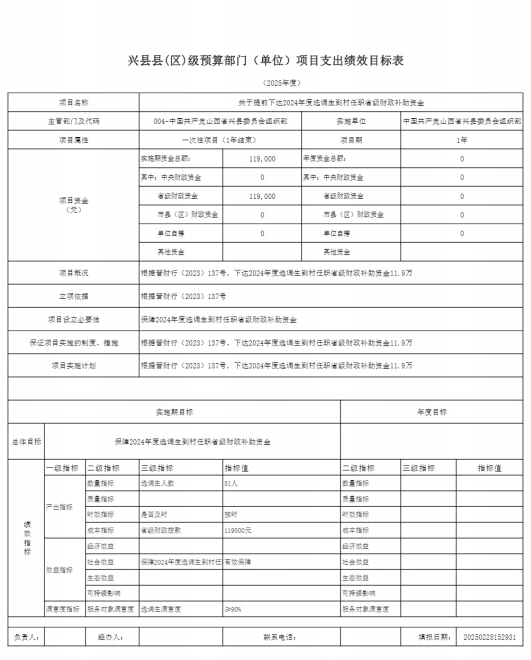 兴县县(区)级预算部门（单位）项目支出绩效目标表
（2025年度）
项目名称 关于提前下达2024年度选调生到村任职省级财政补助资金
主管部门及代码 004-中国共产党山西省兴县委员会组织部 实施单位 中国共产党山西省兴县委员会组织部
项目属性 一次性项目（1年结束） 项目期 1年
项目资金（元） 实施期资金总额： 119,000 年度资金总额： 0
其中：中央财政资金 0 其中：中央财政资金 0
省级财政资金 119,000 省级财政资金 0
市县（区）财政资金 0 市县（区）财政资金 0
单位自筹 0 单位自筹 0
其他资金 其他资金
项目概况 根据晋财行（2023）137号，下达2024年度选调生到村任职省级财政补助资金11.9万
立项依据 根据晋财行（2023）137号
项目设立必要性 保障2024年度选调生到村任职省级财政补助资金
保证项目实施的制度、措施 根据晋财行（2023）137号，下达2024年度选调生到村任职省级财政补助资金11.9万
项目实施计划 根据晋财行（2023）137号，下达2024年度选调生到村任职省级财政补助资金11.9万
实施期目标 年度目标
总体目标 保障2024年度选调生到村任职省级财政补助资金
绩效指标 一级指标 二级指标 三级指标 指标值 二级指标 三级指标 指标值
产出指标 数量指标 选调生人数 81人 数量指标
质量指标 质量指标
时效指标 是否及时 按时 时效指标
成本指标 省级财政拨款 119000元 成本指标
效益指标 经济效益 经济效益
社会效益 保障2024年度选调生到村任 有效保障 社会效益
生态效益 生态效益
可持续影响 可持续影响
满意度指标 服务对象满意度 选调生满意度 ≥90% 服务对象满意度
负责人： 经办人： 联系电话： 填报日期： 20250228152931